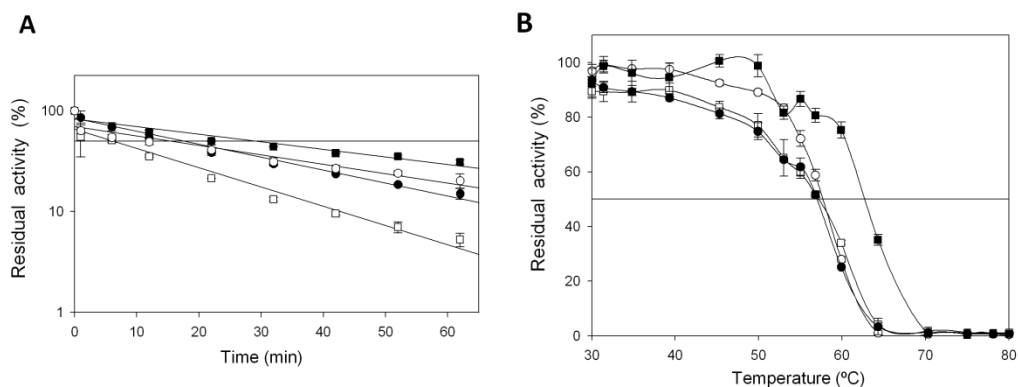 A
Residual activity (%)
100
10
1
0 10 20 30 40 50 60
Time (min)
B
Residual activity (%)
100
80
60
40
20
0
30 40 50 60 70 80
Temperature (ºC)